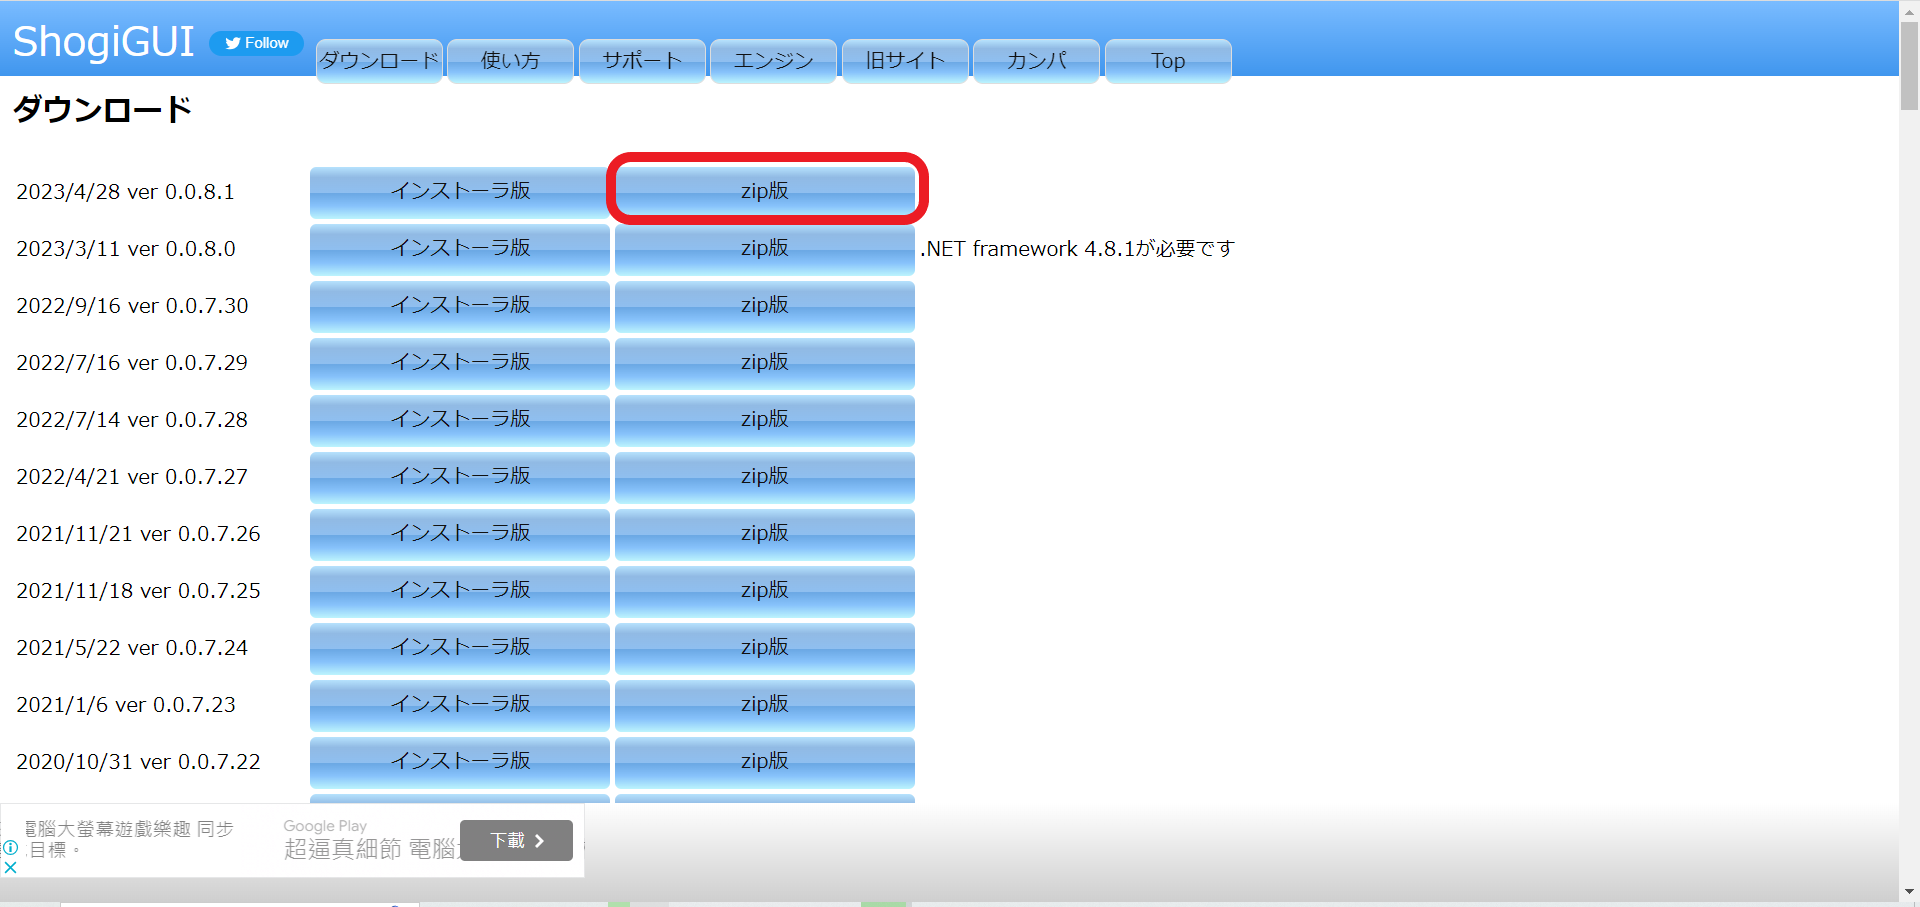 ShogiGUI Follow ダウンロード 使い方 サポート エンジン 旧サイト カンパ Top
ダウンロード
2023/4/28 ver 0.0.8.1 インストーラ版 zip版
2023/3/11 ver 0.0.8.0 インストーラ版 zip版 .NET framework 4.8.1が必要です
2022/9/16 ver 0.0.7.30 インストーラ版 zip版
2022/7/16 ver 0.0.7.29 インストーラ版 zip版
2022/7/14 ver 0.0.7.28 インストーラ版 zip版
2022/4/21 ver 0.0.7.27 インストーラ版 zip版
2021/11/21 ver 0.0.7.26 インストーラ版 zip版
2021/11/18 ver 0.0.7.25 インストーラ版 zip版
2021/5/22 ver 0.0.7.24 インストーラ版 zip版
2021/1/6 ver 0.0.7.23 インストーラ版 zip版
2020/10/31 ver 0.0.7.22 インストーラ版 zip版
電腦大螢幕遊戲樂趣 同步
目標。
Google Play
超逼真細節 電腦
下載